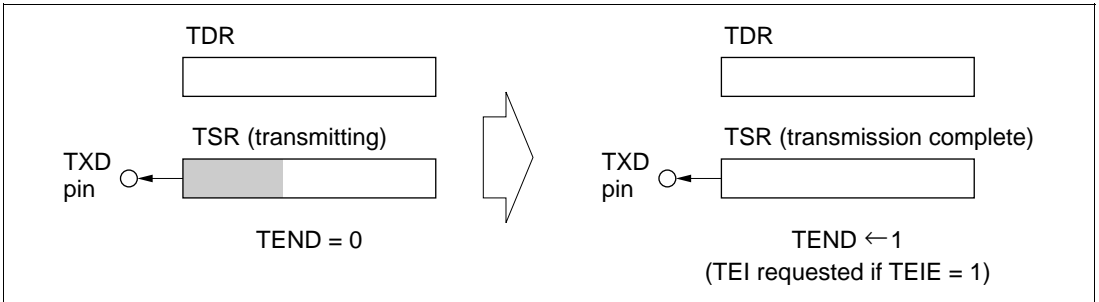 TDR
TSR (transmitting)
TXD
pin
TEND = 0
TDR
TSR (transmission complete)
TXD
pin
TEND ← 1
(TEI requested if TEIE = 1)